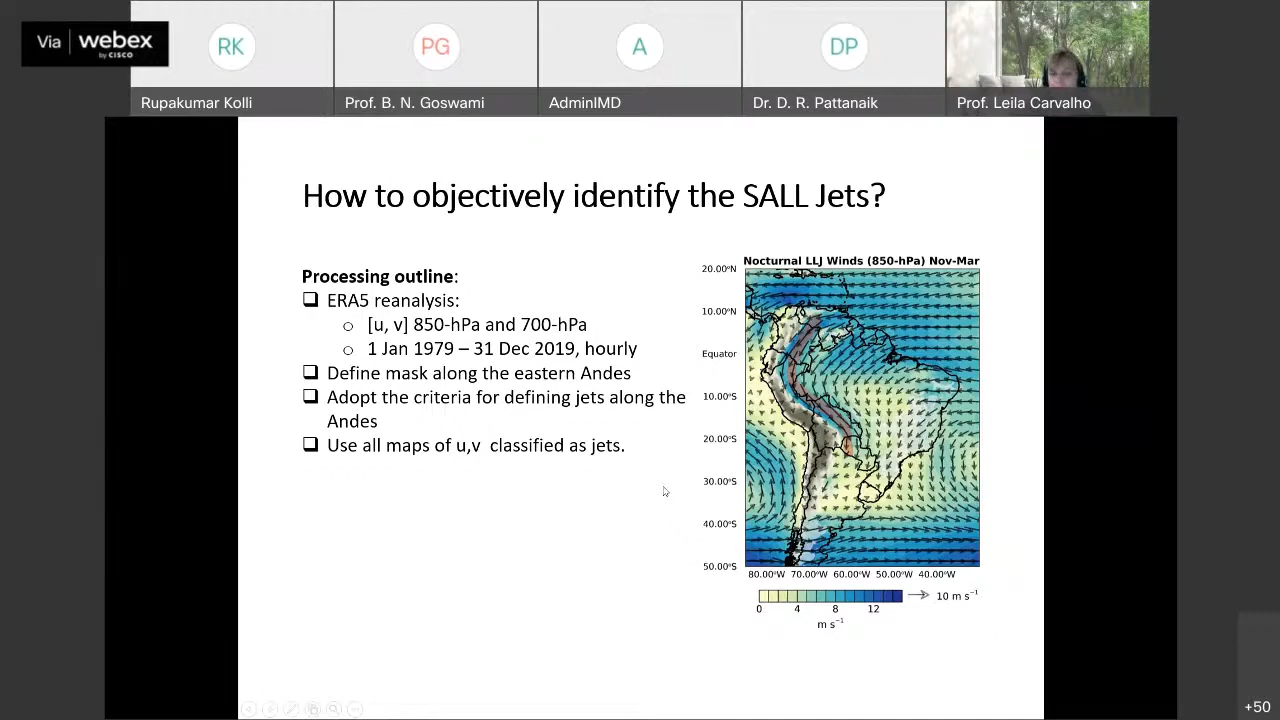 Via webex
by CISCO
RK
PG
A
DP
Rupakumar Kolli
Prof. B. N. Goswami
AdminIMD
Dr. D. R. Pattanaik
Prof. Leila Carvalho
How to objectively identify the SALL Jets?
Processing outline:
ERA5 reanalysis:
[u, v] 850-hPa and 700-hPa
1 Jan 1979 – 31 Dec 2019, hourly
Define mask along the eastern Andes
Adopt the criteria for defining jets along the
Andes
Use all maps of u,v classified as jets.
Nocturnal LLJ Winds (850-hPa) Nov-Mar
20.00°N
10.00°N
Equator
10.00°S
20.00°S
30.00°S
40.00°S
50.00°S
80.00°W 70.00°W 60.00°W 50.00°W 40.00°W
10 m s⁻¹
0 4 8 12
m s⁻¹
+50